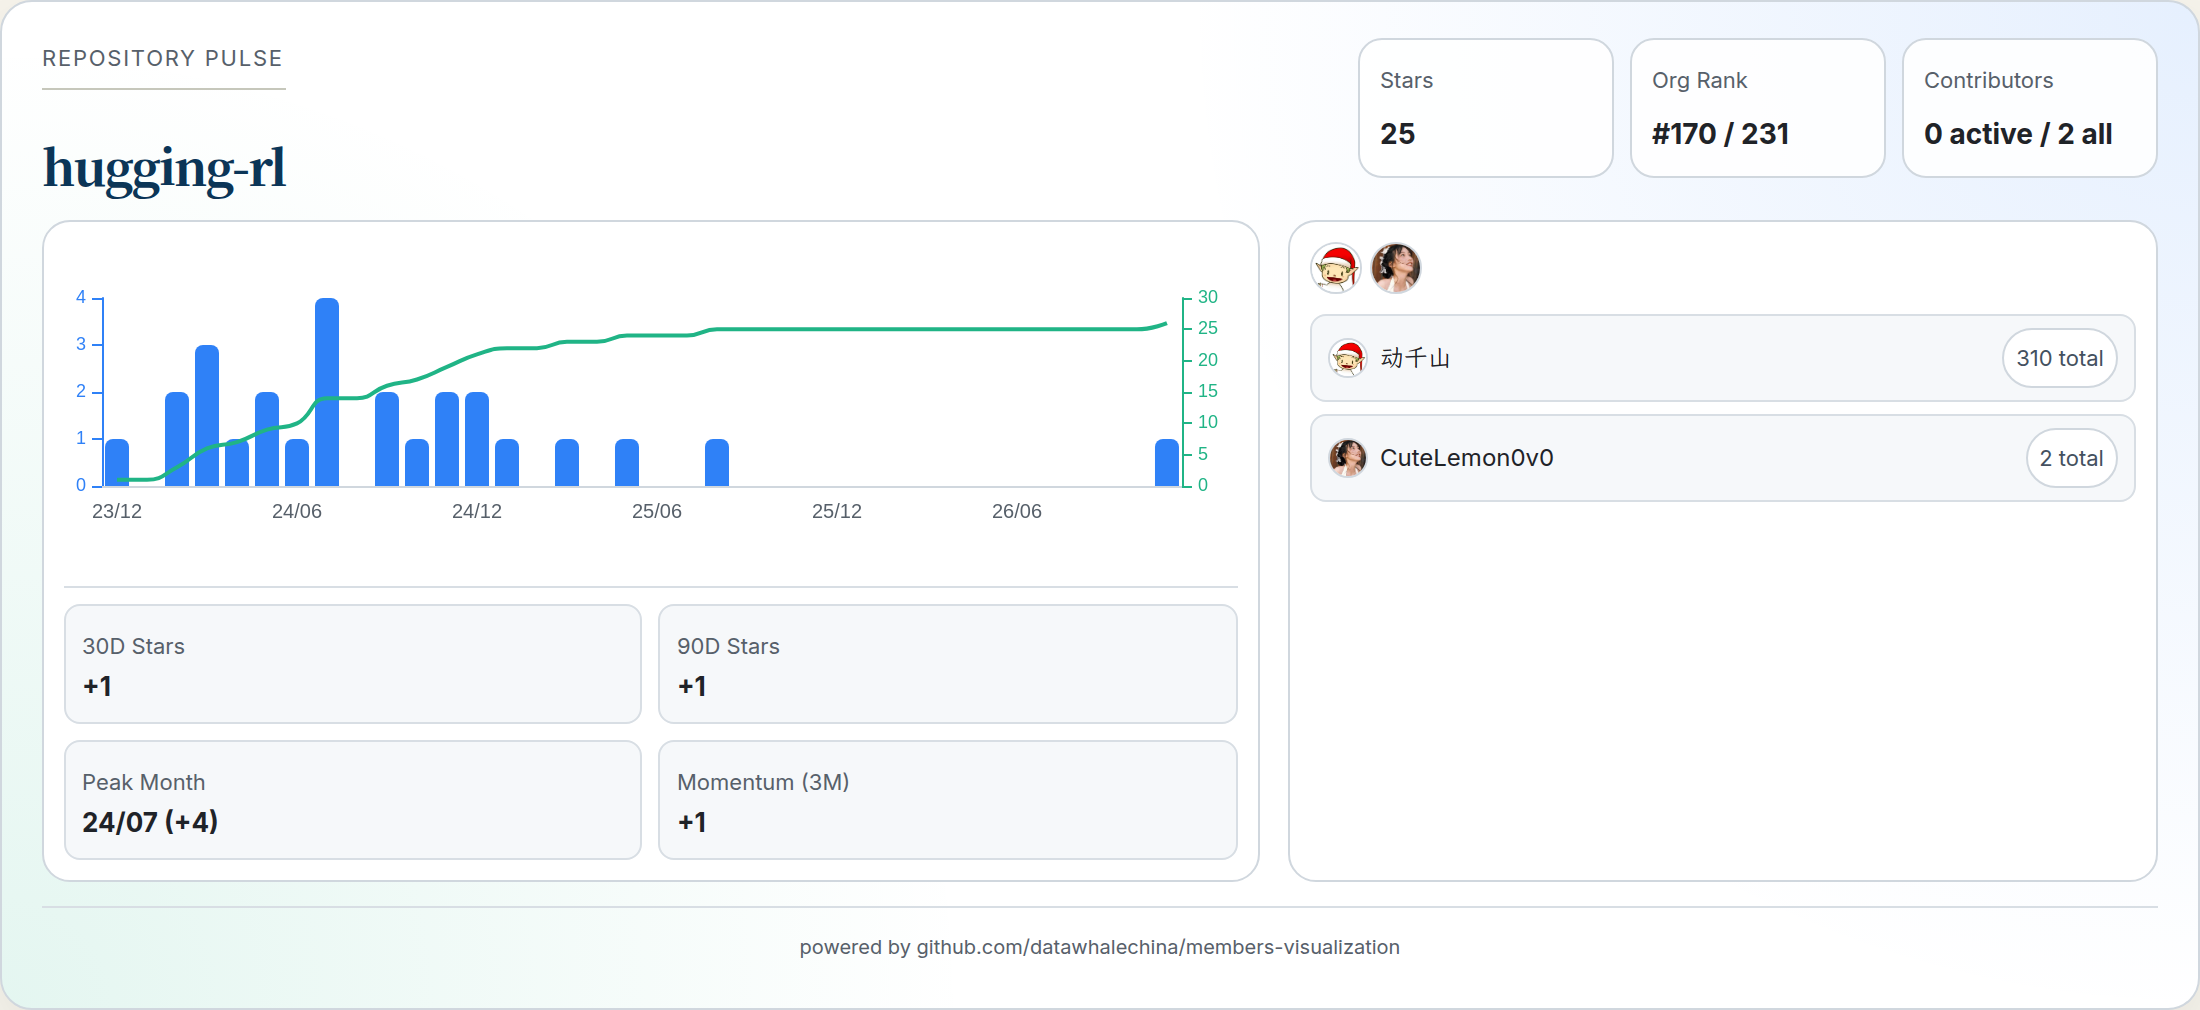 REPOSITORY PULSE
hugging-rl
Stars
25
Org Rank
#170 / 231
Contributors
0 active / 2 all
4
3
2
1
0
30
25
20
15
10
5
0
23/12
24/06
24/12
25/06
25/12
26/06
30D Stars
+1
90D Stars
+1
Peak Month
24/07 (+4)
Momentum (3M)
+1
动千山
310 total
CuteLemon0v0
2 total
powered by github.com/datawhalechina/members-visualization